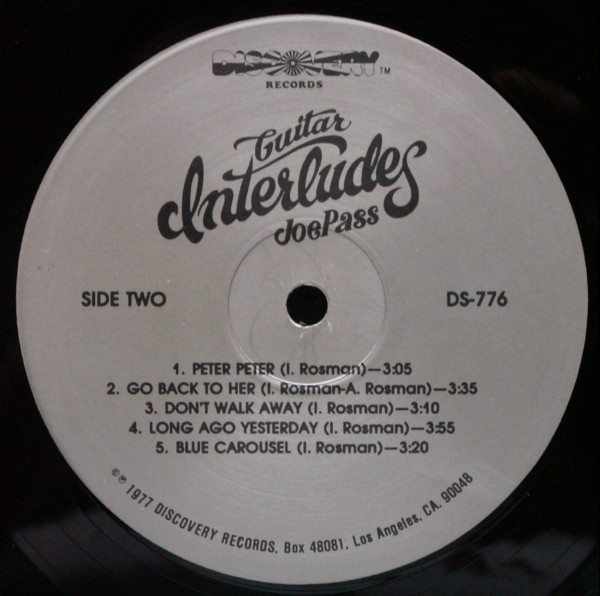 DISCOVERY TM
RECORDS
Guitar
Interludes
Joe Pass
SIDE TWO
DS-776
1. PETER PETER (I. Rosman)—3:05
2. GO BACK TO HER (I. Rosman-A. Rosman)—3:35
3. DON'T WALK AWAY (I. Rosman)—3:10
4. LONG AGO YESTERDAY (I. Rosman)—3:55
5. BLUE CAROUSEL (I. Rosman)—3:20
©℗ 1977 DISCOVERY RECORDS, Box 48081, Los Angeles, CA. 90048